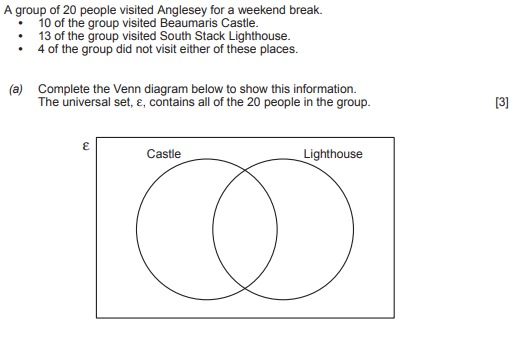 A group of 20 people visited Anglesey for a weekend break.
• 10 of the group visited Beaumaris Castle.
• 13 of the group visited South Stack Lighthouse.
• 4 of the group did not visit either of these places.
(a) Complete the Venn diagram below to show this information.
The universal set, ε, contains all of the 20 people in the group. [3]
ε
Castle Lighthouse